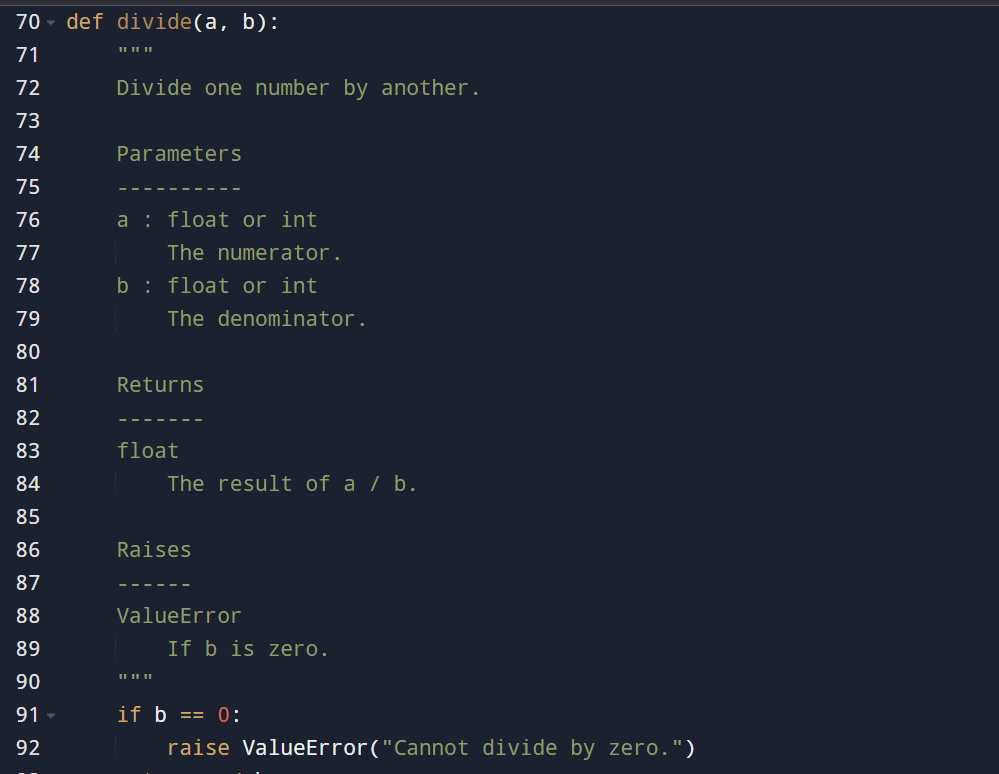 70 def divide(a, b):
71     """
72     Divide one number by another.
73
74     Parameters
75     ----------
76     a : float or int
77         The numerator.
78     b : float or int
79         The denominator.
80
81     Returns
82     -------
83     float
84         The result of a / b.
85
86     Raises
87     ------
88     ValueError
89         If b is zero.
90     """
91     if b == 0:
92         raise ValueError("Cannot divide by zero.")